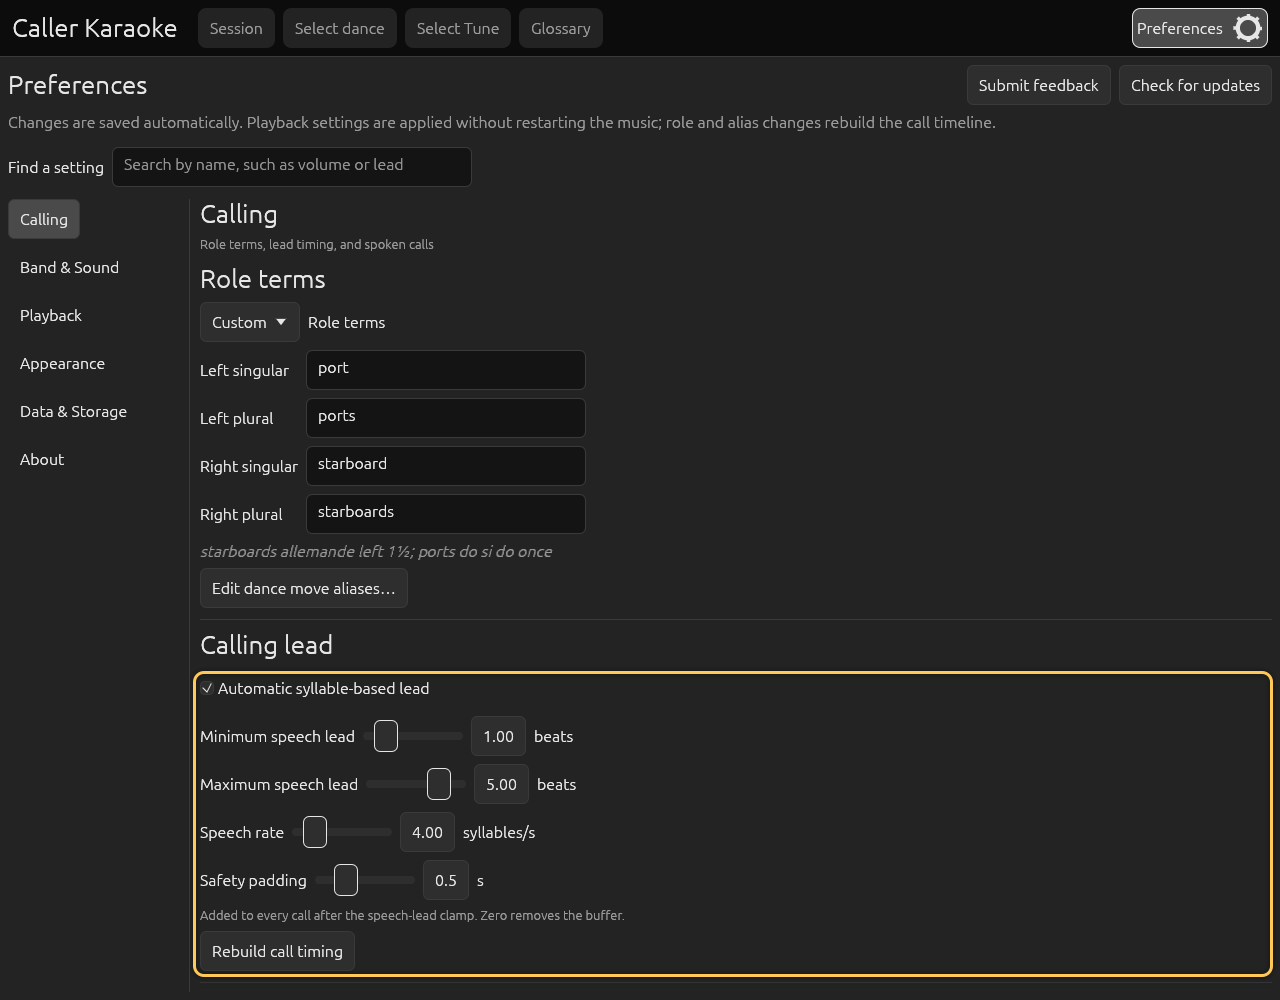 Caller Karaoke Session Select dance Select Tune Glossary Preferences
Preferences Submit feedback Check for updates
Changes are saved automatically. Playback settings are applied without restarting the music; role and alias changes rebuild the call timeline.
Find a setting Search by name, such as volume or lead
Calling
Band & Sound
Playback
Appearance
Data & Storage
About
Calling
Role terms, lead timing, and spoken calls
Role terms
Custom Role terms
Left singular port
Left plural ports
Right singular starboard
Right plural starboards
starboards allemande left 1½; ports do si do once
Edit dance move aliases…
Calling lead
Automatic syllable-based lead
Minimum speech lead 1.00 beats
Maximum speech lead 5.00 beats
Speech rate 4.00 syllables/s
Safety padding 0.5 s
Added to every call after the speech-lead clamp. Zero removes the buffer.
Rebuild call timing